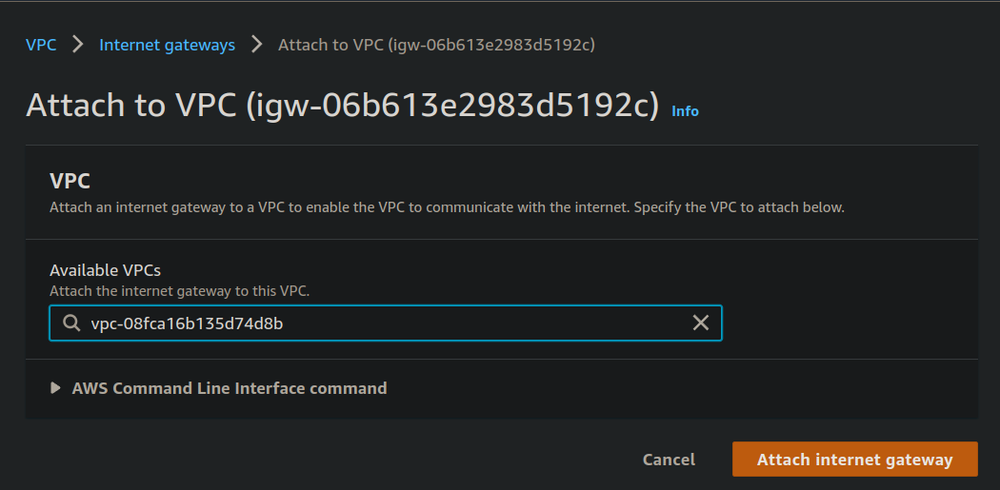 VPC Internet gateways Attach to VPC (igw-06b613e2983d5192c)
Attach to VPC (igw-06b613e2983d5192c) Info
VPC
Attach an internet gateway to a VPC to enable the VPC to communicate with the internet. Specify the VPC to attach below.
Available VPCs
Attach the internet gateway to this VPC.
vpc-08fca16b135d74d8b
AWS Command Line Interface command
Cancel Attach internet gateway